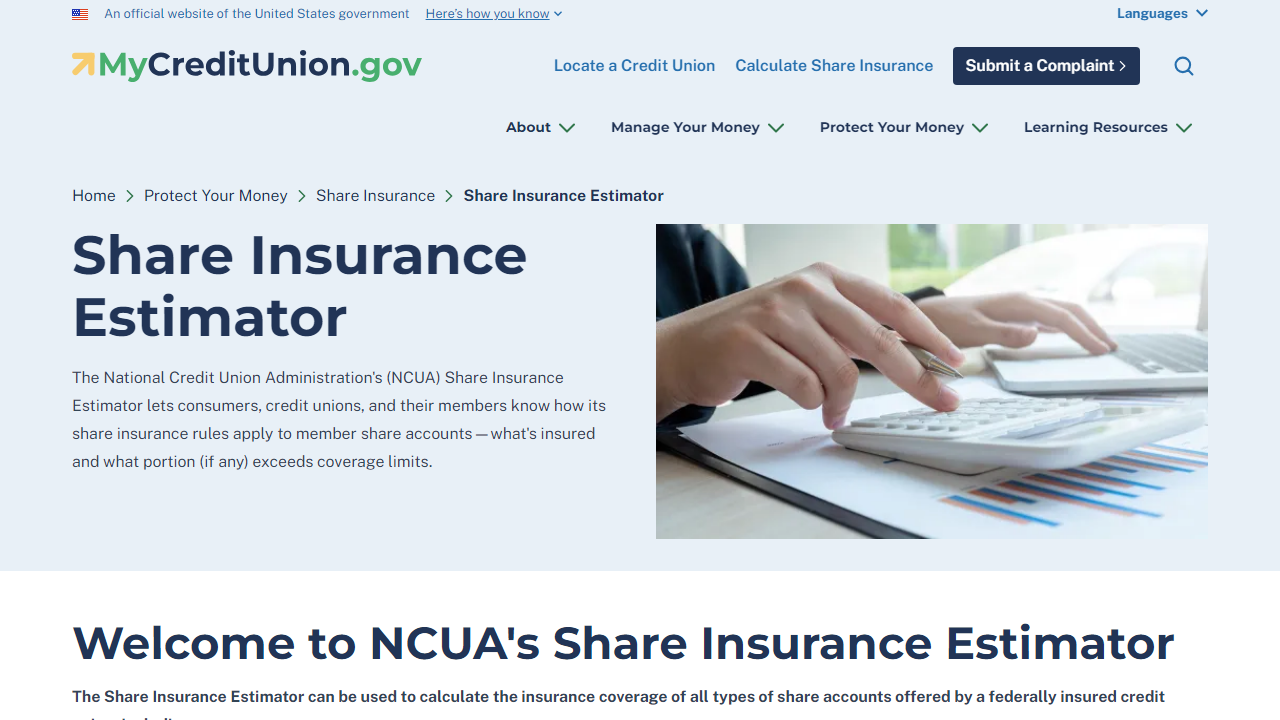 An official website of the United States government Here's how you know
Languages
MyCreditUnion.gov
Locate a Credit Union
Calculate Share Insurance
Submit a Complaint
About
Manage Your Money
Protect Your Money
Learning Resources
Home
Protect Your Money
Share Insurance
Share Insurance Estimator
Share Insurance
Estimator
The National Credit Union Administration's (NCUA) Share Insurance
Estimator lets consumers, credit unions, and their members know how its
share insurance rules apply to member share accounts — what's insured
and what portion (if any) exceeds coverage limits.
Welcome to NCUA's Share Insurance Estimator
The Share Insurance Estimator can be used to calculate the insurance coverage of all types of share accounts offered by a federally insured credit